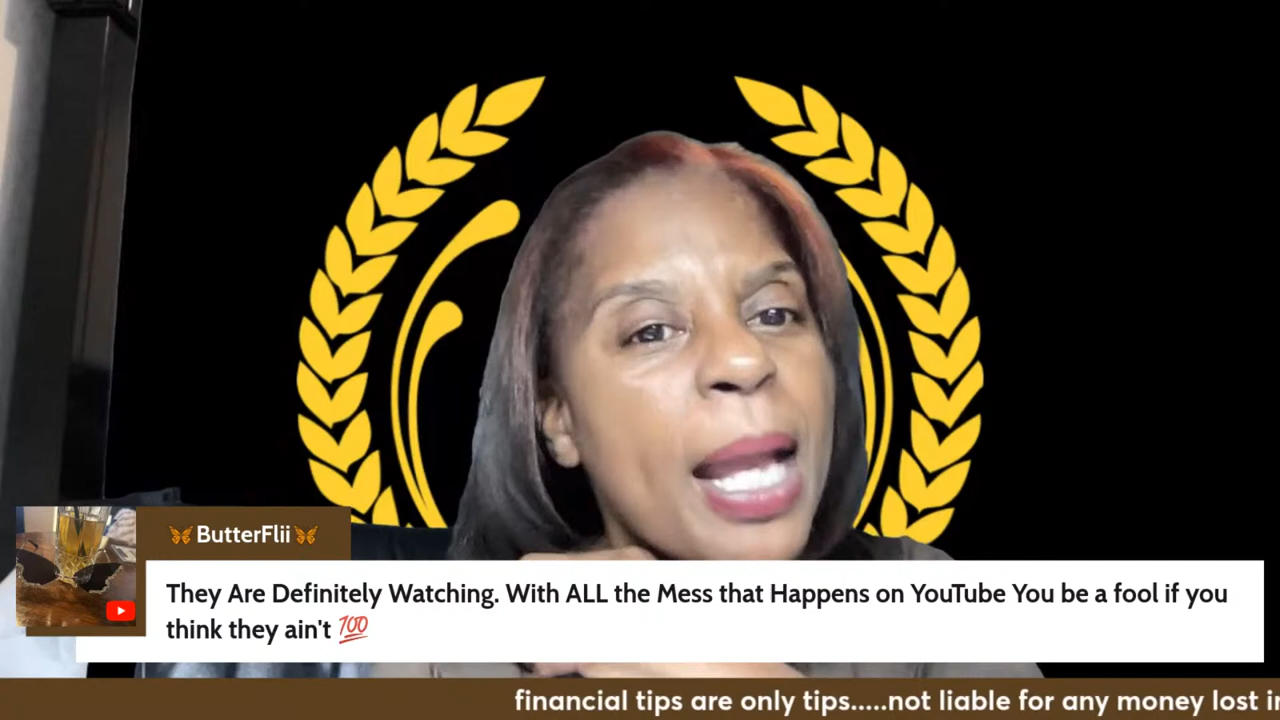 🦋ButterFlii🦋
They Are Definitely Watching. With ALL the Mess that Happens on YouTube You be a fool if you
think they ain't 💯
financial tips are only tips.....not liable for any money lost i